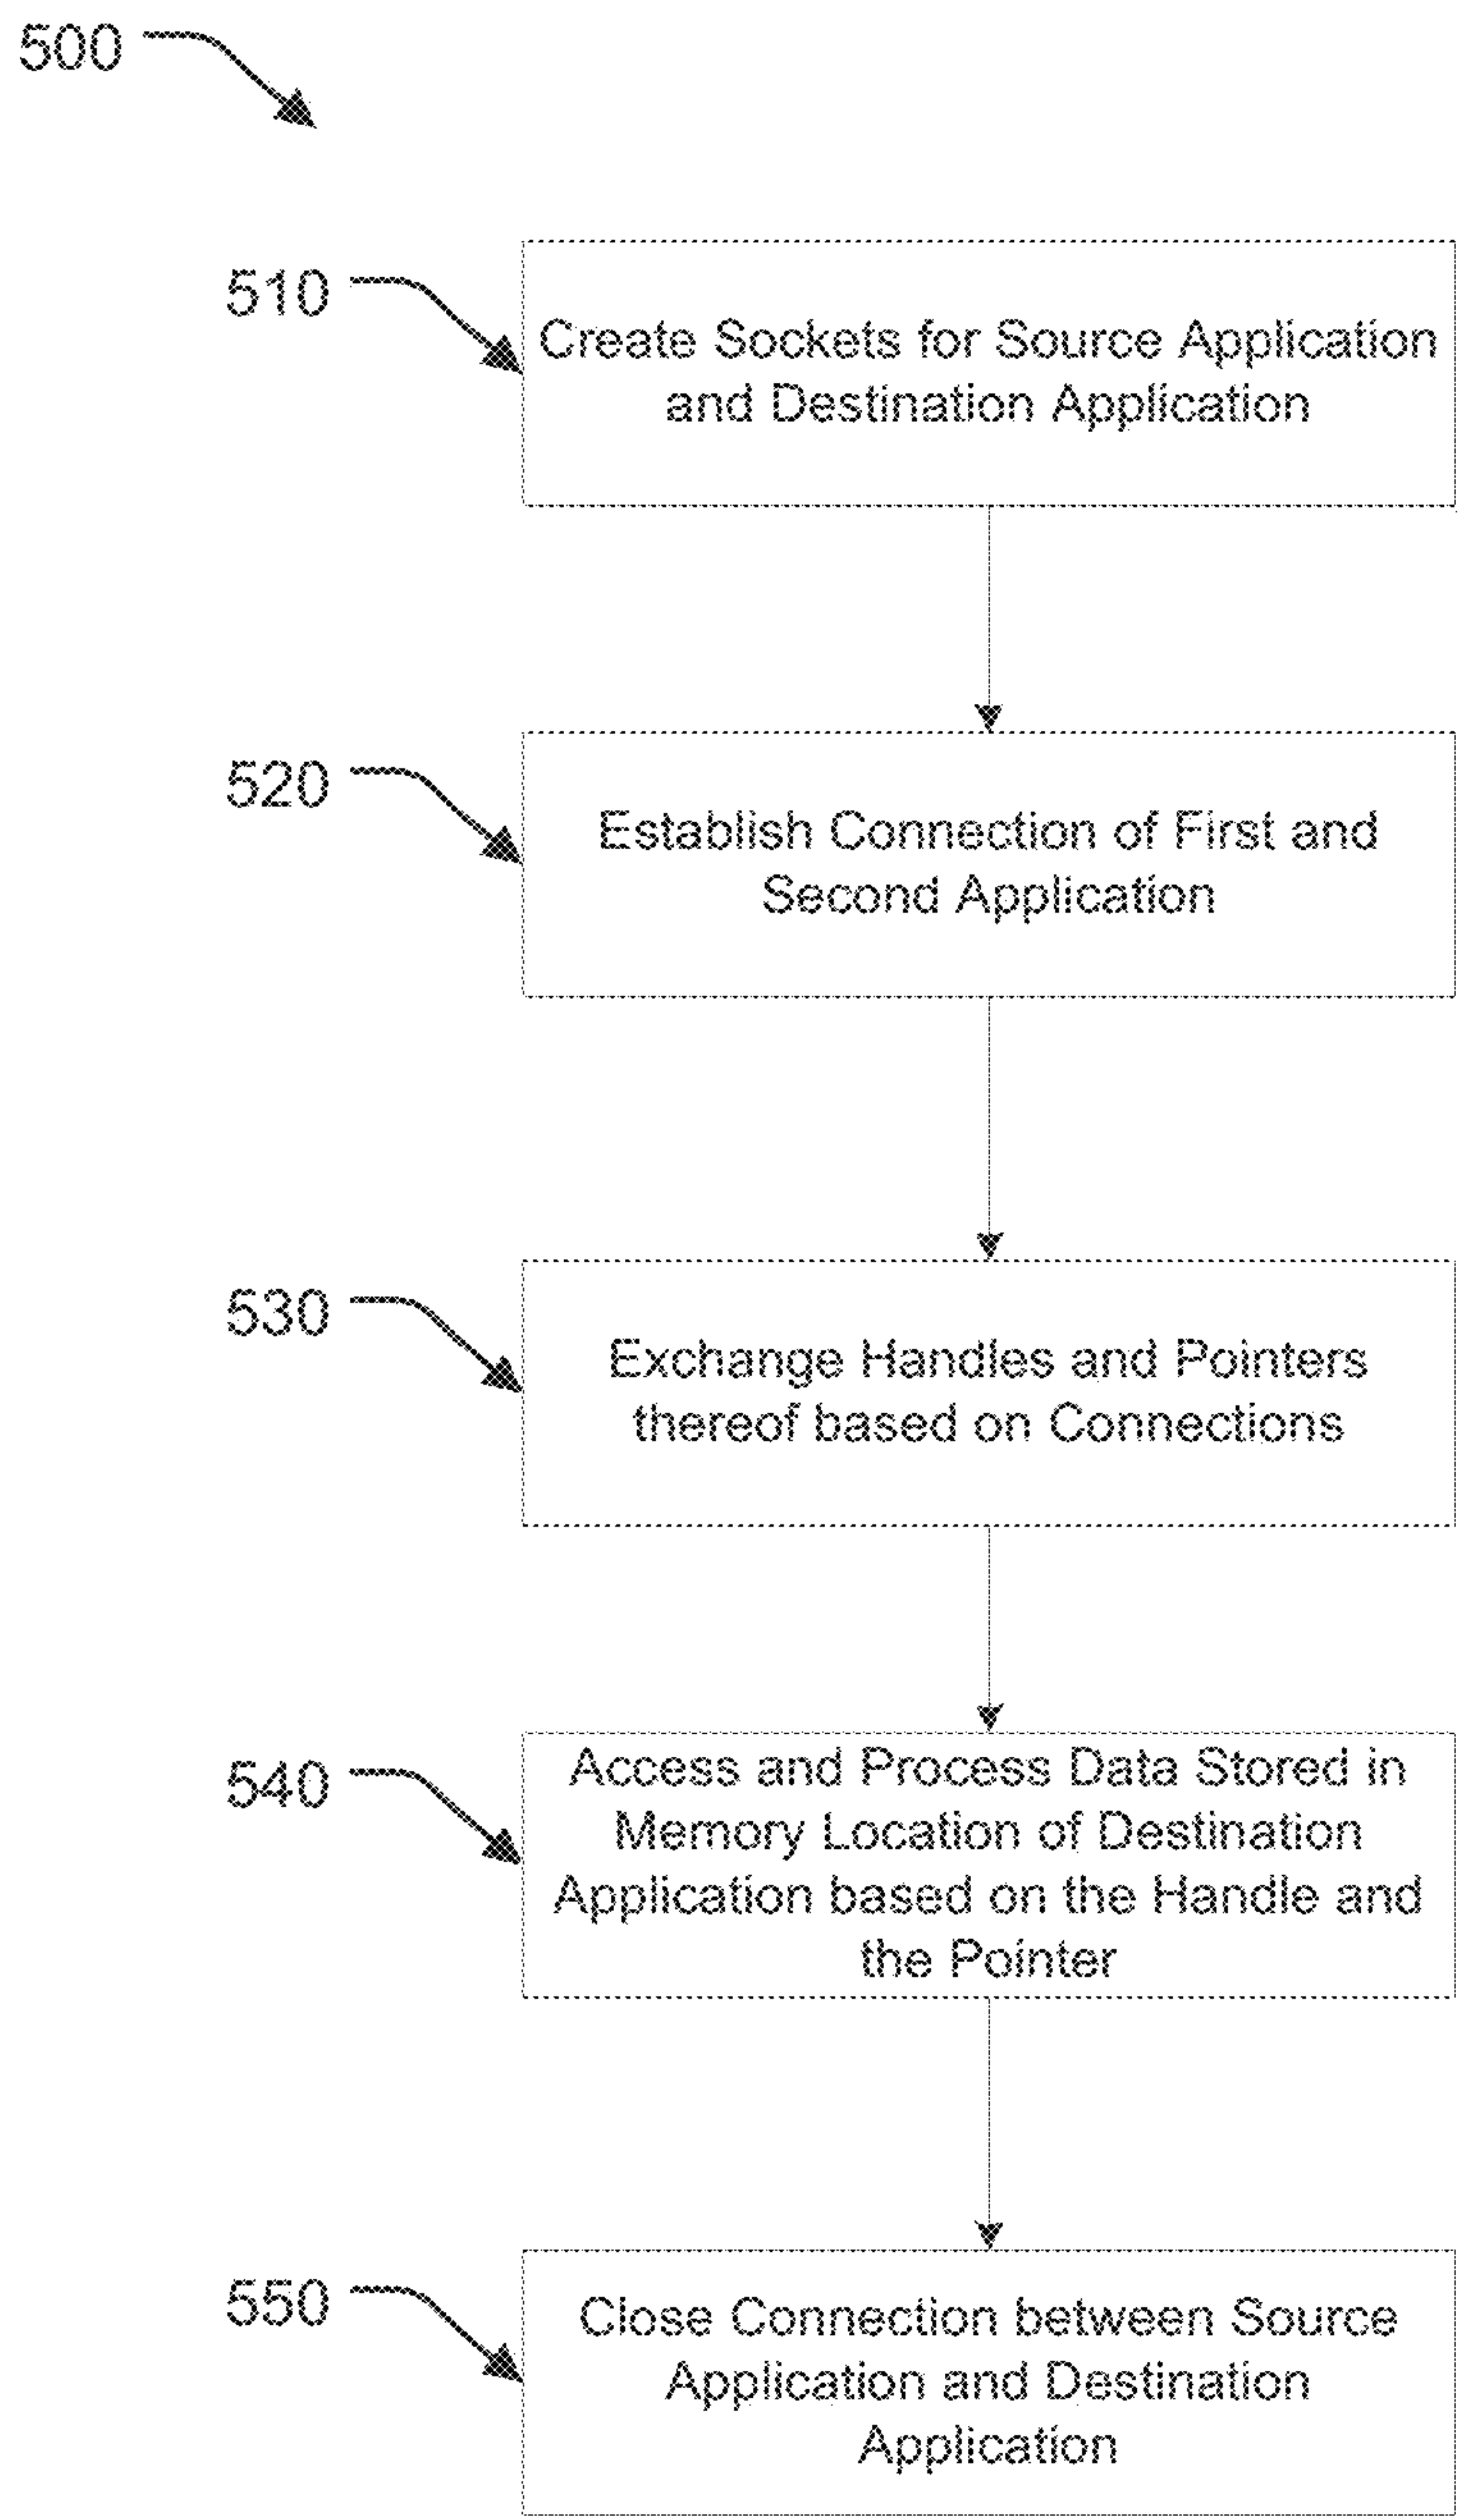 500
510
Create Sockets for Source Application
and Destination Application
520
Establish Connection of First and
Second Application
530
Exchange Handles and Pointers
thereof based on Connections
540
Access and Process Data Stored in
Memory Location of Destination
Application based on the Handle and
the Pointer
550
Close Connection between Source
Application and Destination
Application